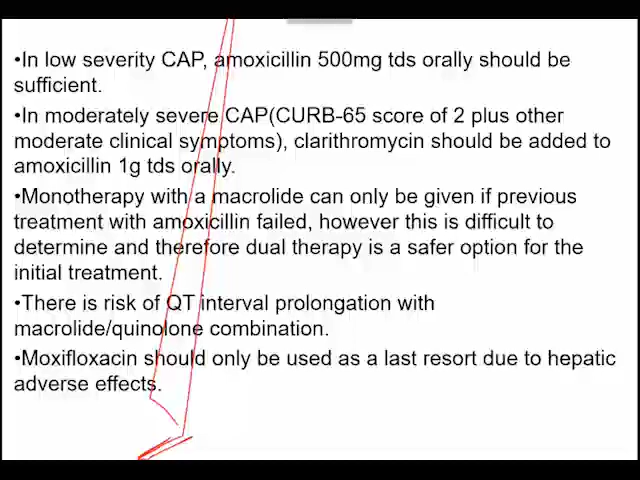 •In low severity CAP, amoxicillin 500mg tds orally should be
sufficient.
•In moderately severe CAP(CURB-65 score of 2 plus other
moderate clinical symptoms), clarithromycin should be added to
amoxicillin 1g tds orally.
•Monotherapy with a macrolide can only be given if previous
treatment with amoxicillin failed, however this is difficult to
determine and therefore dual therapy is a safer option for the
initial treatment.
•There is risk of QT interval prolongation with
macrolide/quinolone combination.
•Moxifloxacin should only be used as a last resort due to hepatic
adverse effects.